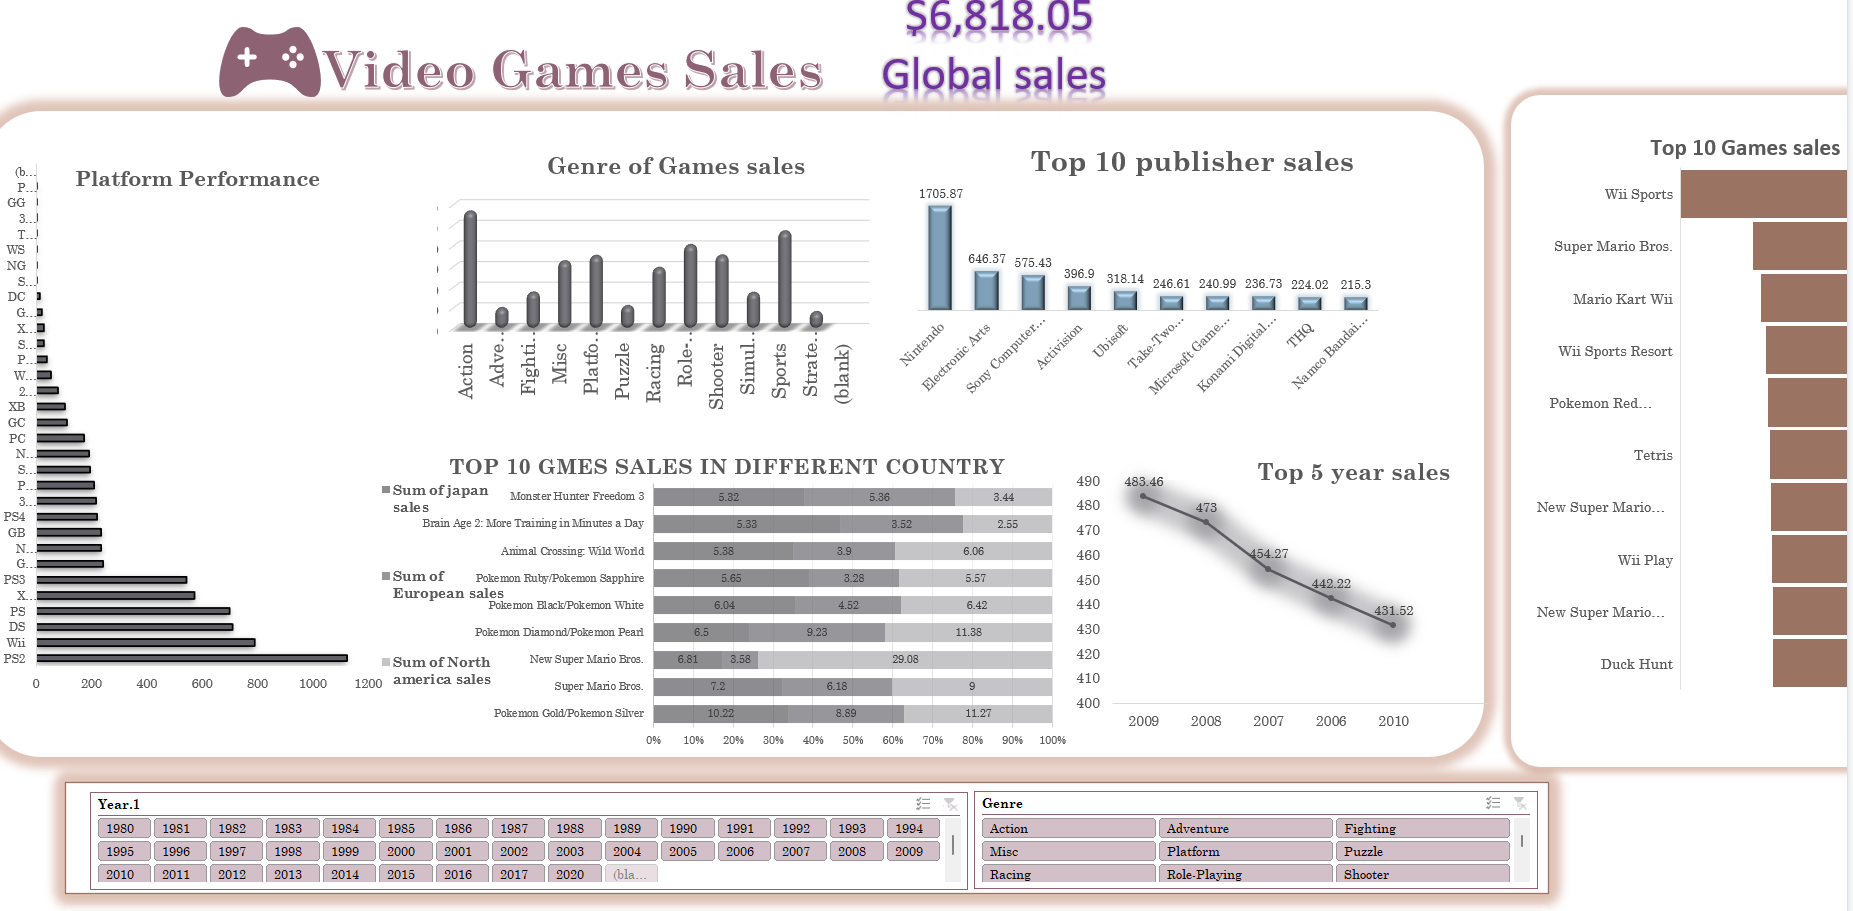 $6,818.05
Video Games Sales
Global sales
Platform Performance
(b...
P...
GG
3...
T...
WS
NG
S...
DC
G...
X...
S...
P...
W...
2...
XB
GC
PC
N...
S...
P...
3...
PS4
GB
N...
G...
PS3
X...
PS
DS
Wii
PS2
0 200 400 600 800 1000 1200
Genre of Games sales
Action
Adve...
Fighti...
Misc
Platfo...
Puzzle
Racing
Role-...
Shooter
Simul...
Sports
Strate...
(blank)
Top 10 publisher sales
1705.87
646.37
575.43
396.9
318.14
246.61
240.99
236.73
224.02
215.3
Nintendo
Electronic Arts
Sony Computer...
Activision
Ubisoft
Take-Two...
Microsoft Game...
Konami Digital...
THQ
Namco Bandai...
TOP 10 GMES SALES IN DIFFERENT COUNTRY
Sum of japan
sales
Sum of
European sales
Sum of North
america sales
Monster Hunter Freedom 3 5.32 5.36 3.44
Brain Age 2: More Training in Minutes a Day 5.33 3.52 2.55
Animal Crossing: Wild World 5.38 3.9 6.06
Pokemon Ruby/Pokemon Sapphire 5.65 3.28 5.57
Pokemon Black/Pokemon White 6.04 4.52 6.42
Pokemon Diamond/Pokemon Pearl 6.5 9.23 11.38
New Super Mario Bros. 6.81 3.58 29.08
Super Mario Bros. 7.2 6.18 9
Pokemon Gold/Pokemon Silver 10.22 8.89 11.27
0% 10% 20% 30% 40% 50% 60% 70% 80% 90% 100%
Top 5 year sales
490
480
470
460
450
440
430
420
410
400
483.46
473
454.27
442.22
431.52
2009 2008 2007 2006 2010
Top 10 Games sales
Wii Sports
Super Mario Bros.
Mario Kart Wii
Wii Sports Resort
Pokemon Red...
Tetris
New Super Mario...
Wii Play
New Super Mario...
Duck Hunt
Year.1
1980 1981 1982 1983 1984 1985 1986 1987 1988 1989 1990 1991 1992 1993 1994
1995 1996 1997 1998 1999 2000 2001 2002 2003 2004 2005 2006 2007 2008 2009
2010 2011 2012 2013 2014 2015 2016 2017 2020 (bla...
Genre
Action Adventure Fighting
Misc Platform Puzzle
Racing Role-Playing Shooter